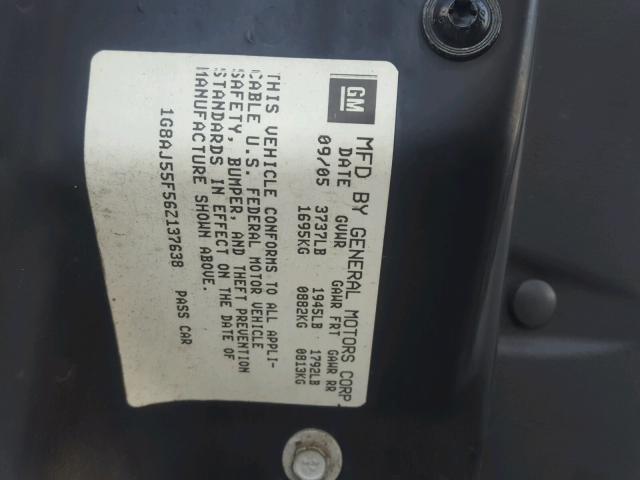 GM
MFD BY GENERAL MOTORS CORP
DATE GVWR GAWR FRT GAWR RR
09/05 3737LB 1945LB 1792LB
1695KG 0882KG 0813KG
THIS VEHICLE CONFORMS TO ALL APPLI-
CABLE U.S. FEDERAL MOTOR VEHICLE
SAFETY, BUMPER, AND THEFT PREVENTION
STANDARDS IN EFFECT ON THE DATE OF
MANUFACTURE SHOWN ABOVE.
1G8AJ55F56Z137638 PASS CAR